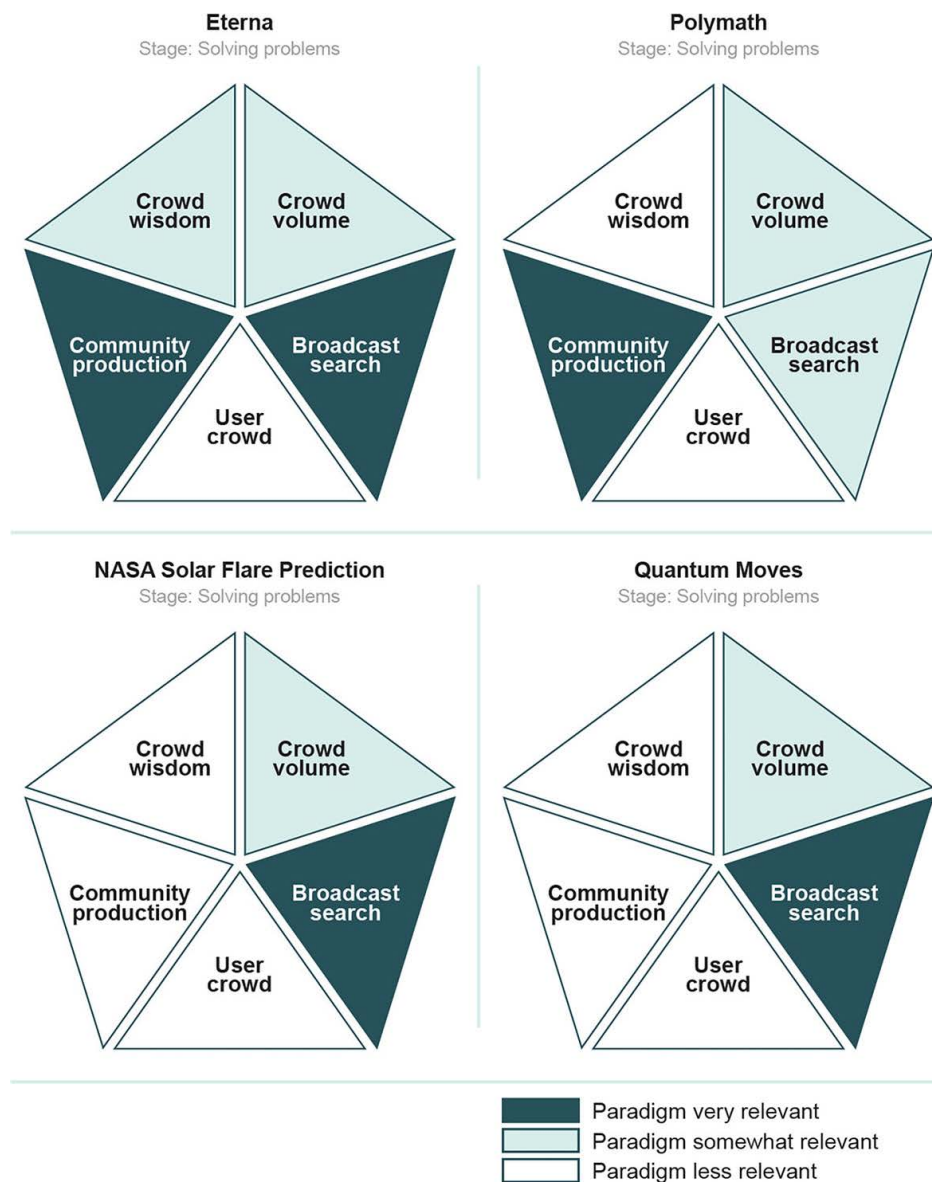 Eterna
Stage: Solving problems
Crowd
wisdom
Crowd
volume
Community
production
Broadcast
search
User
crowd
Polymath
Stage: Solving problems
Crowd
wisdom
Crowd
volume
Community
production
Broadcast
search
User
crowd
NASA Solar Flare Prediction
Stage: Solving problems
Crowd
wisdom
Crowd
volume
Community
production
Broadcast
search
User
crowd
Quantum Moves
Stage: Solving problems
Crowd
wisdom
Crowd
volume
Community
production
Broadcast
search
User
crowd
Paradigm very relevant
Paradigm somewhat relevant
Paradigm less relevant